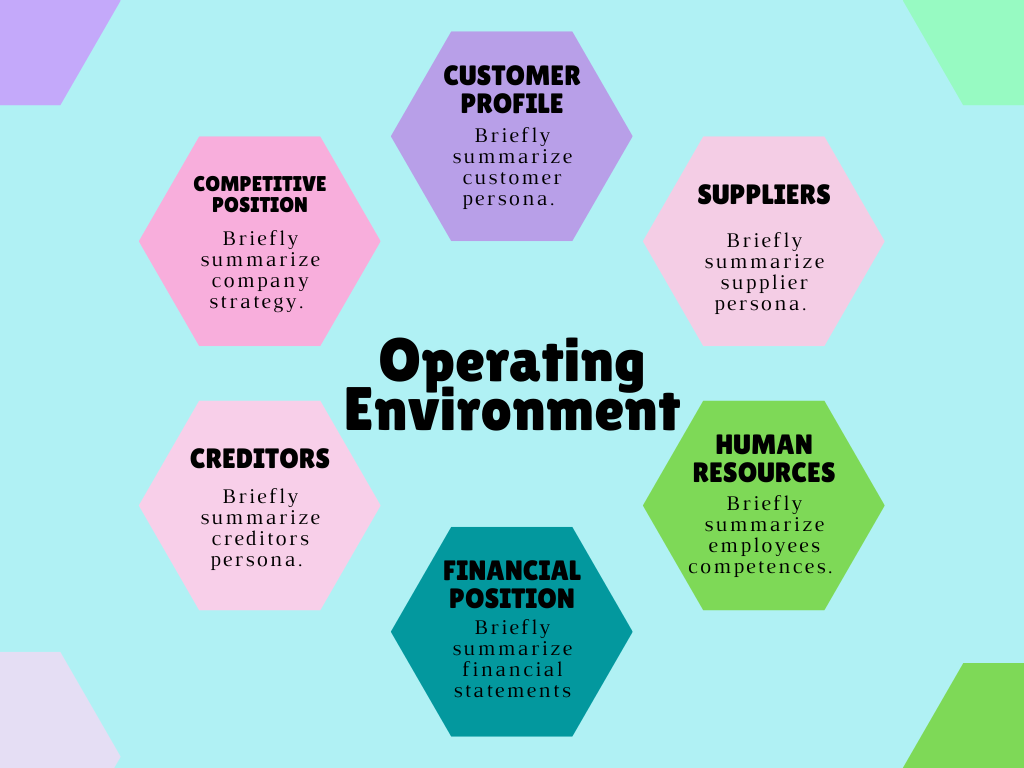 CUSTOMER
PROFILE
Briefly
summarize
customer
persona.
COMPETITIVE
POSITION
Briefly
summarize
company
strategy.
SUPPLIERS
Briefly
summarize
supplier
persona.
Operating
Environment
CREDITORS
Briefly
summarize
creditors
persona.
HUMAN
RESOURCES
Briefly
summarize
employees
competences.
FINANCIAL
POSITION
Briefly
summarize
financial
statements